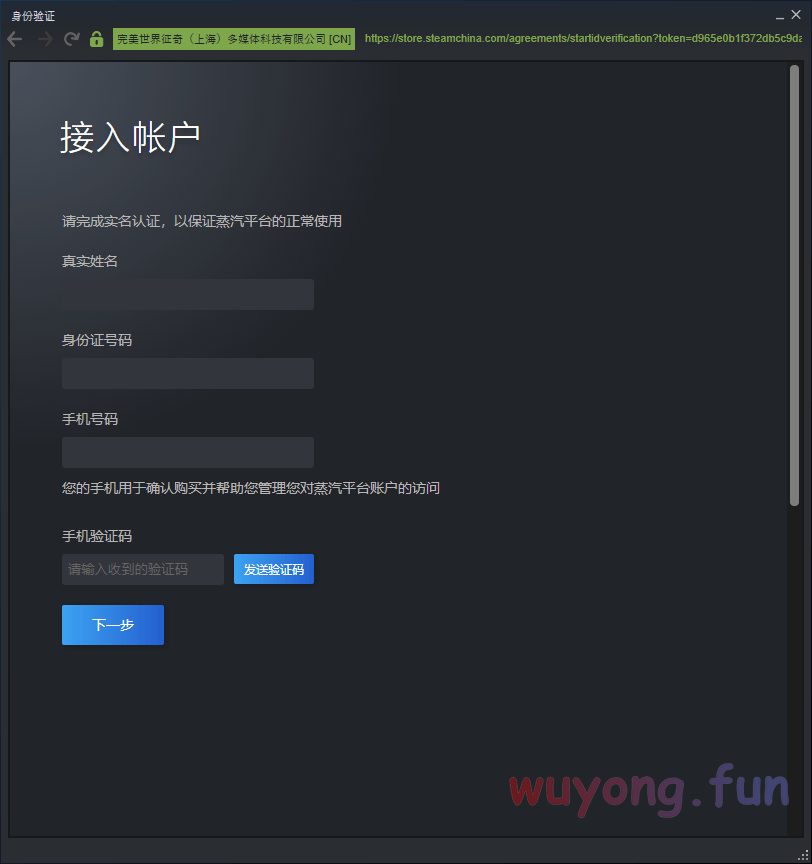 身份验证
完美世界征奇（上海）多媒体科技有限公司 [CN] https://store.steamchina.com/agreements/startidverification?token=d965e0b1f372db5c9da
接入帐户
请完成实名认证，以保证蒸汽平台的正常使用
真实姓名
身份证号码
手机号码
您的手机用于确认购买并帮助您管理您对蒸汽平台账户的访问
手机验证码
请输入收到的验证码 发送验证码
下一步
wuyong.fun